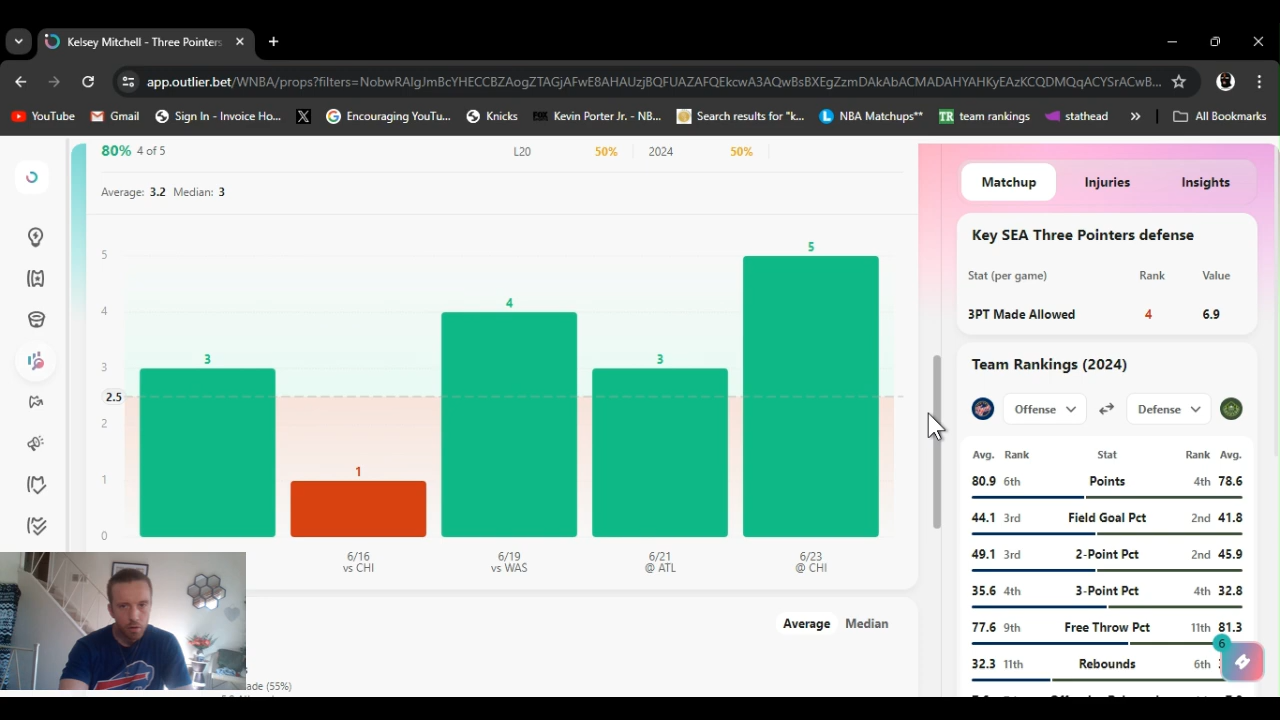 Kelsey Mitchell - Three Pointers
app.outlier.bet/WNBA/props?filters=NobwRAIgJmBcYHECCBZAogZTAGjAFwE8AHAUzjBQFUAZAFQEkcwA3AQwBsBXEgZzmDAkAbACMADAHYAHKyEAzKCQDMQqACYSrACwB...
YouTube
Gmail
Sign In - Invoice Ho...
Encouraging YouTu...
Knicks
Kevin Porter Jr. - NB...
Search results for "k...
NBA Matchups**
team rankings
stathead
All Bookmarks
80% 4 of 5
L20 50% 2024 50%
Average: 3.2 Median: 3
5
4
3
2.5
2
1
0
3
1
4
3
5
6/16
vs CHI
6/19
vs WAS
6/21
@ ATL
6/23
@ CHI
Average Median
ade (55%)
Matchup Injuries Insights
Key SEA Three Pointers defense
Stat (per game) Rank Value
3PT Made Allowed 4 6.9
Team Rankings (2024)
Offense Defense
Avg. Rank Stat Rank Avg.
80.9 6th Points 4th 78.6
44.1 3rd Field Goal Pct 2nd 41.8
49.1 3rd 2-Point Pct 2nd 45.9
35.6 4th 3-Point Pct 4th 32.8
77.6 9th Free Throw Pct 11th 81.3
32.3 11th Rebounds 6th
6